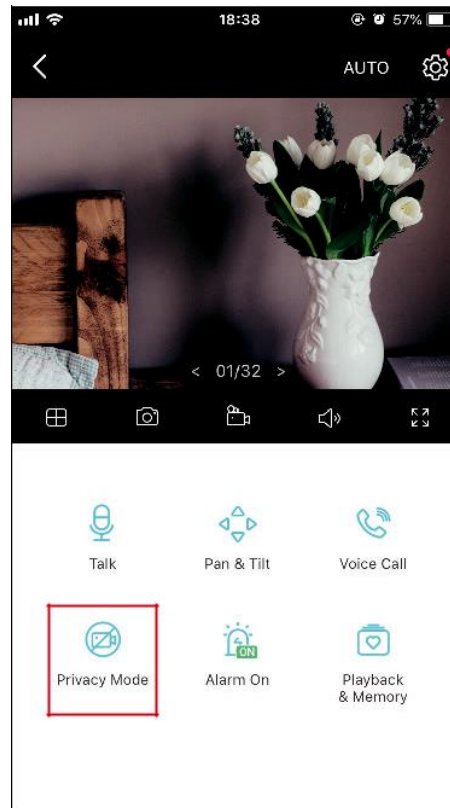 18:38
57%
AUTO
< 01/32 >
Talk
Pan & Tilt
Voice Call
Privacy Mode
ON
Alarm On
Playback
& Memory